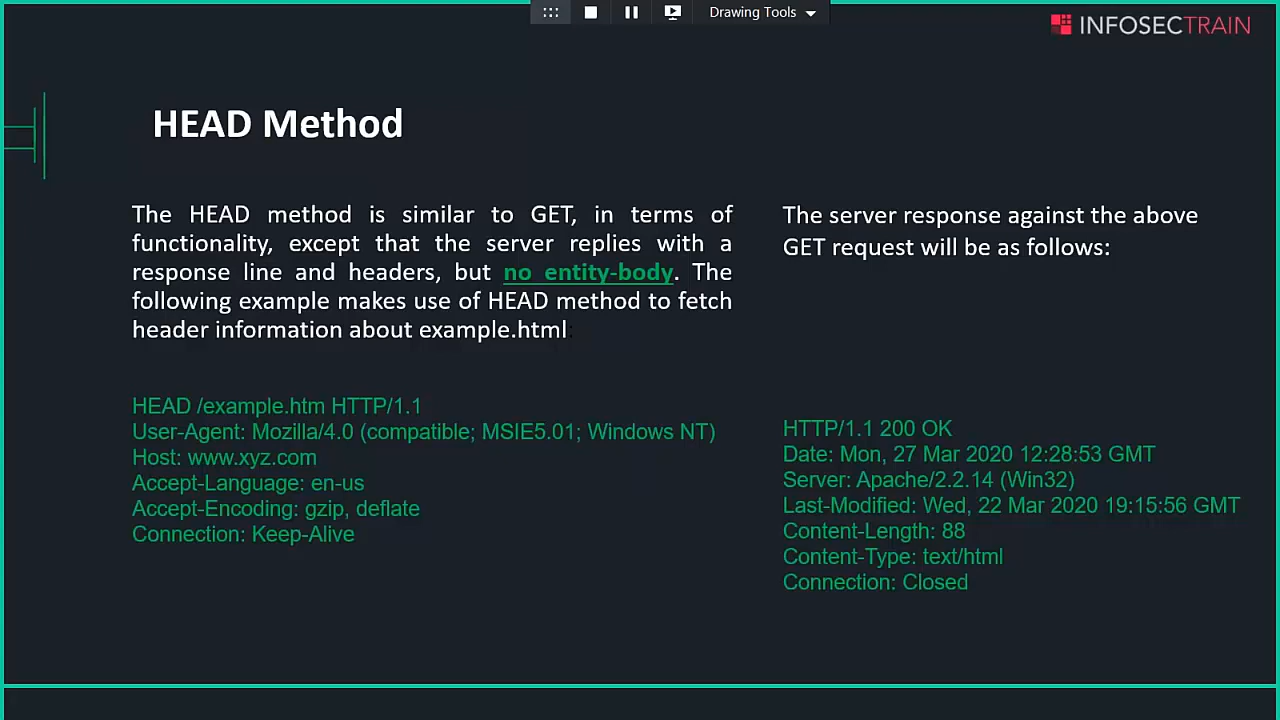 Drawing Tools
INFOSECTRAIN
HEAD Method
The HEAD method is similar to GET, in terms of
functionality, except that the server replies with a
response line and headers, but no entity-body. The
following example makes use of HEAD method to fetch
header information about example.html:
HEAD /example.htm HTTP/1.1
User-Agent: Mozilla/4.0 (compatible; MSIE5.01; Windows NT)
Host: www.xyz.com
Accept-Language: en-us
Accept-Encoding: gzip, deflate
Connection: Keep-Alive
The server response against the above
GET request will be as follows:
HTTP/1.1 200 OK
Date: Mon, 27 Mar 2020 12:28:53 GMT
Server: Apache/2.2.14 (Win32)
Last-Modified: Wed, 22 Mar 2020 19:15:56 GMT
Content-Length: 88
Content-Type: text/html
Connection: Closed